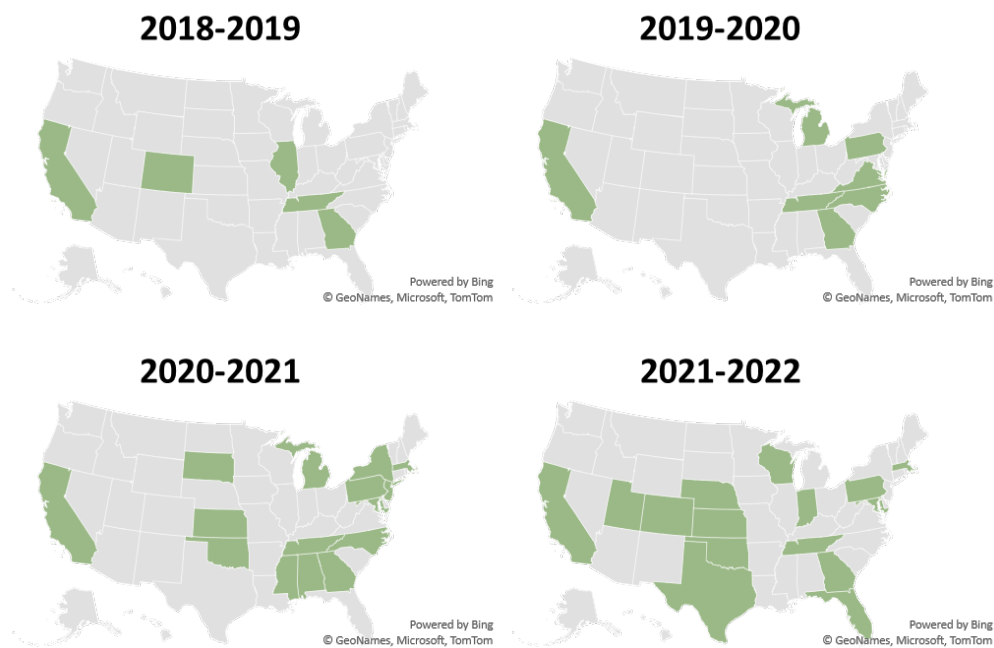 2018-2019
2019-2020
Powered by Bing
© GeoNames, Microsoft, TomTom
Powered by Bing
© GeoNames, Microsoft, TomTom
2020-2021
2021-2022
Powered by Bing
© GeoNames, Microsoft, TomTom
Powered by Bing
© GeoNames, Microsoft, TomTom